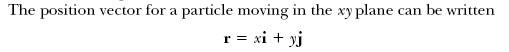 The position vector for a particle moving in the xy plane can be written
r = xi + yj